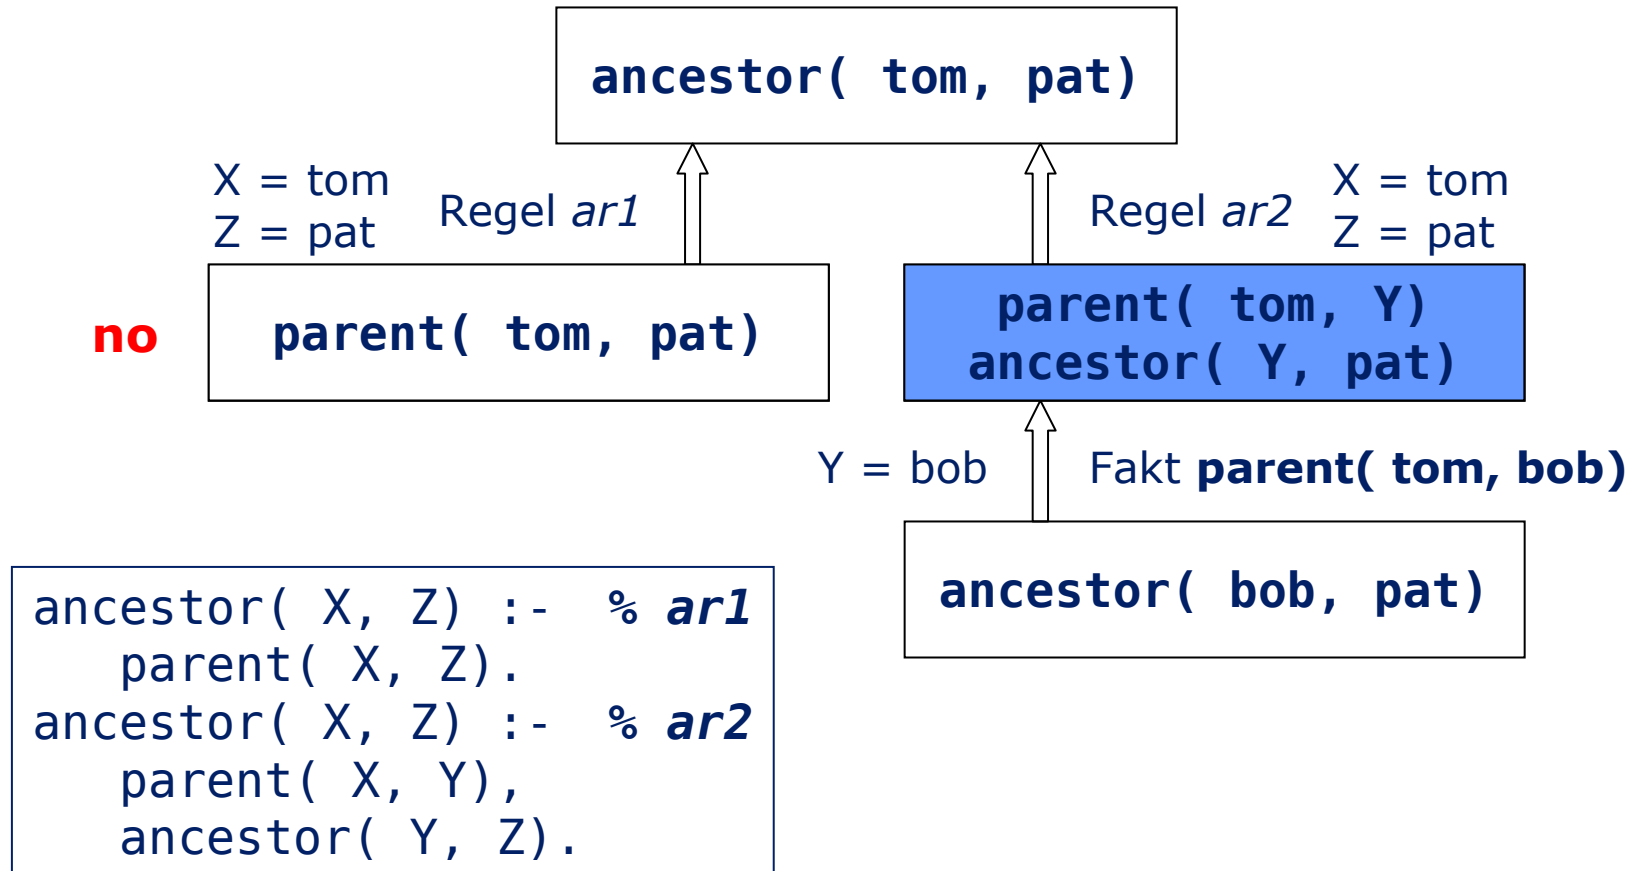 ancestor( tom, pat)
X = tom
Z = pat
Regel ar1
Regel ar2
X = tom
Z = pat
no
parent( tom, pat)
parent( tom, Y)
ancestor( Y, pat)
Y = bob
Fakt parent( tom, bob)
ancestor( bob, pat)
ancestor( X, Z) :-  % ar1
   parent( X, Z).
ancestor( X, Z) :-  % ar2
   parent( X, Y),
   ancestor( Y, Z).